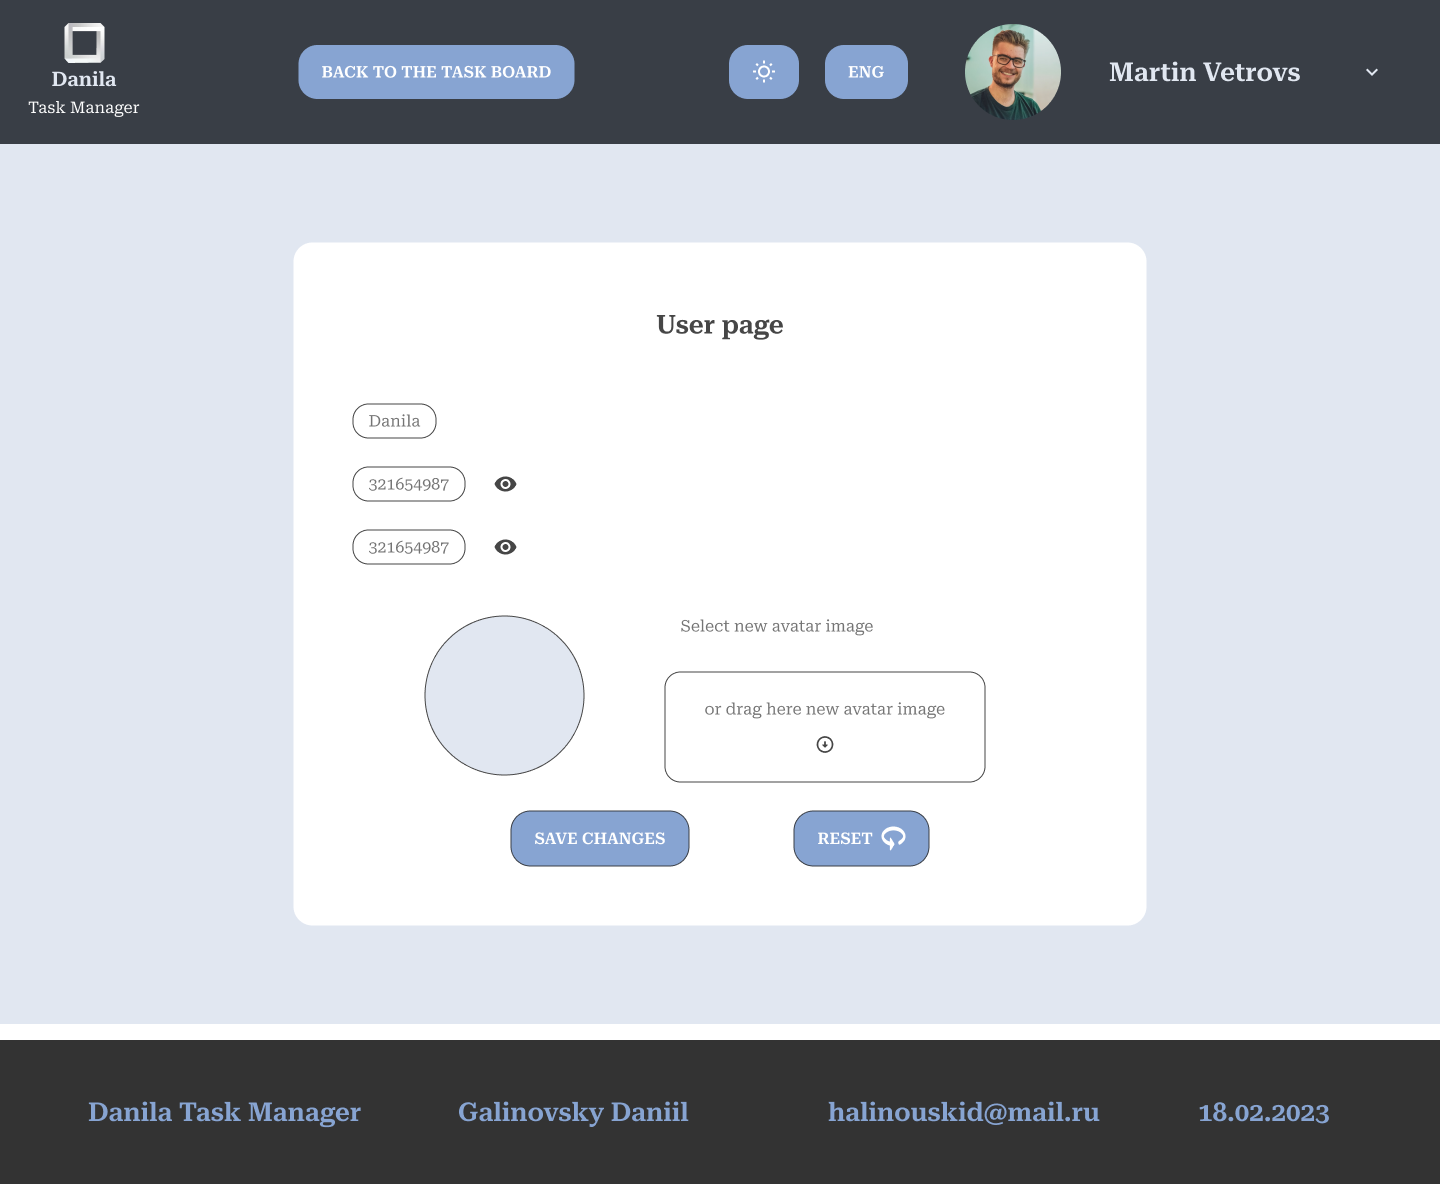 Danila
Task Manager
BACK TO THE TASK BOARD
ENG
Martin Vetrovs
User page
Danila
321654987
321654987
Select new avatar image
or drag here new avatar image
SAVE CHANGES
RESET
Danila Task Manager
Galinovsky Daniil
halinouskid@mail.ru
18.02.2023